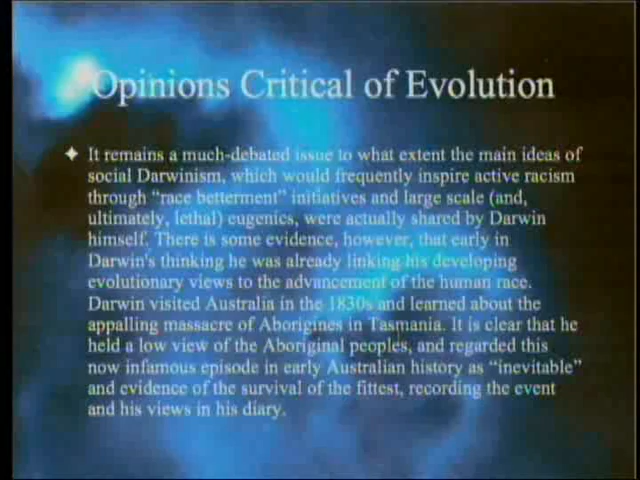 Opinions Critical of Evolution
It remains a much-debated issue to what extent the main ideas of
social Darwinism, which would frequently inspire active racism
through “race betterment” initiatives and large scale (and,
ultimately, lethal) eugenics, were actually shared by Darwin
himself. There is some evidence, however, that early in
Darwin's thinking he was already linking his developing
evolutionary views to the advancement of the human race.
Darwin visited Australia in the 1830s and learned about the
appalling massacre of Aborigines in Tasmania. It is clear that he
held a low view of the Aboriginal peoples, and regarded this
now infamous episode in early Australian history as “inevitable”
and evidence of the survival of the fittest, recording the event
and his views in his diary.